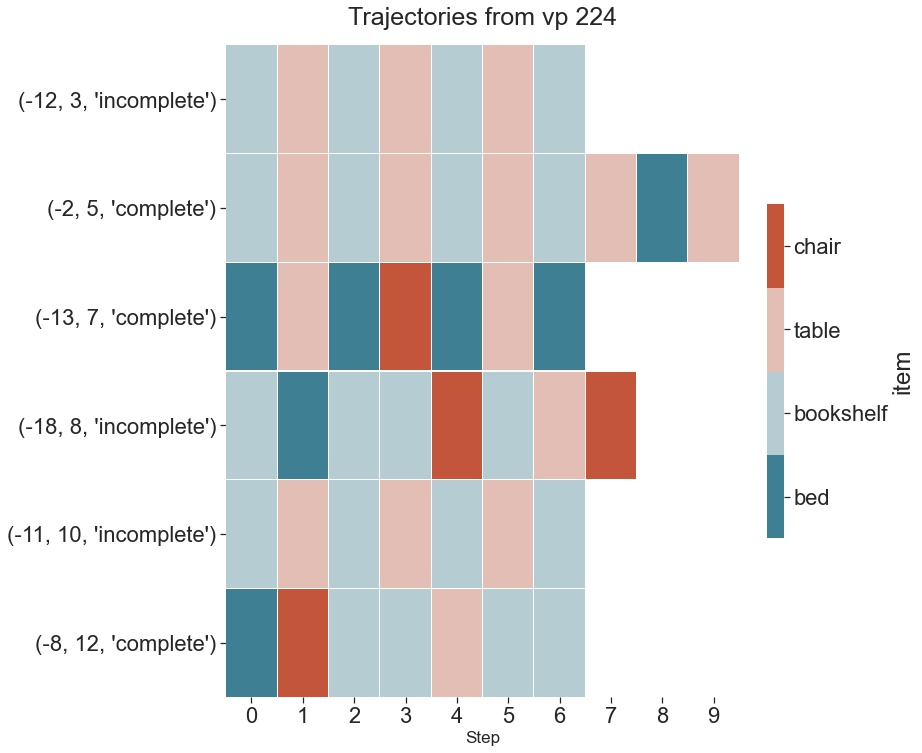 Trajectories from vp 224
(-12, 3, 'incomplete')
(-2, 5, 'complete')
(-13, 7, 'complete')
(-18, 8, 'incomplete')
(-11, 10, 'incomplete')
(-8, 12, 'complete')
0 1 2 3 4 5 6 7 8 9
Step
chair
table
bookshelf
bed
item